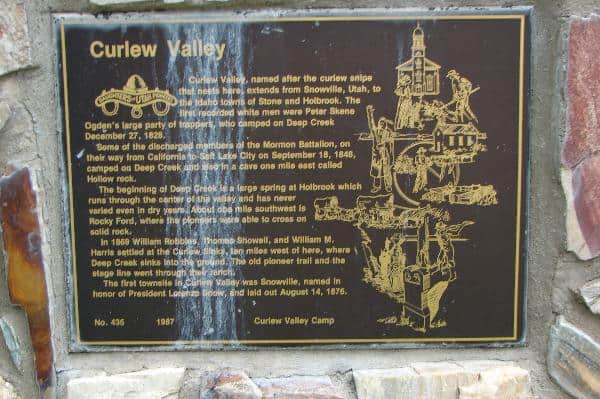 Curlew Valley
Curlew Valley, named after the curlew snipe
that nests here, extends from Snowville, Utah, to
the Idaho towns of Stone and Holbrook. The
first recorded white men were Peter Skene
Ogden's large party of trappers, who camped on Deep Creek
December 27, 1828.
Some of the discharged members of the Mormon Battalion, on
their way from California to Salt Lake City on September 18, 1848,
camped on Deep Creek and also in a cave one mile east called
Hollow rock.
The beginning of Deep Creek is a large spring at Holbrook which
runs through the center of the valley and has never
varied even in dry years. About one mile southwest is
Rocky Ford, where the pioneers were able to cross on
solid rock.
In 1869 William Robbins, Thomas Showell, and William M.
Harris settled at the Curlew Sinks, ten miles west of here, where
Deep Creek sinks into the ground. The old pioneer trail and the
stage line went through their ranch.
The first townsite in Curlew Valley was Snowville, named in
honor of President Lorenzo Snow, and laid out August 14, 1876.
No. 435 1987 Curlew Valley Camp